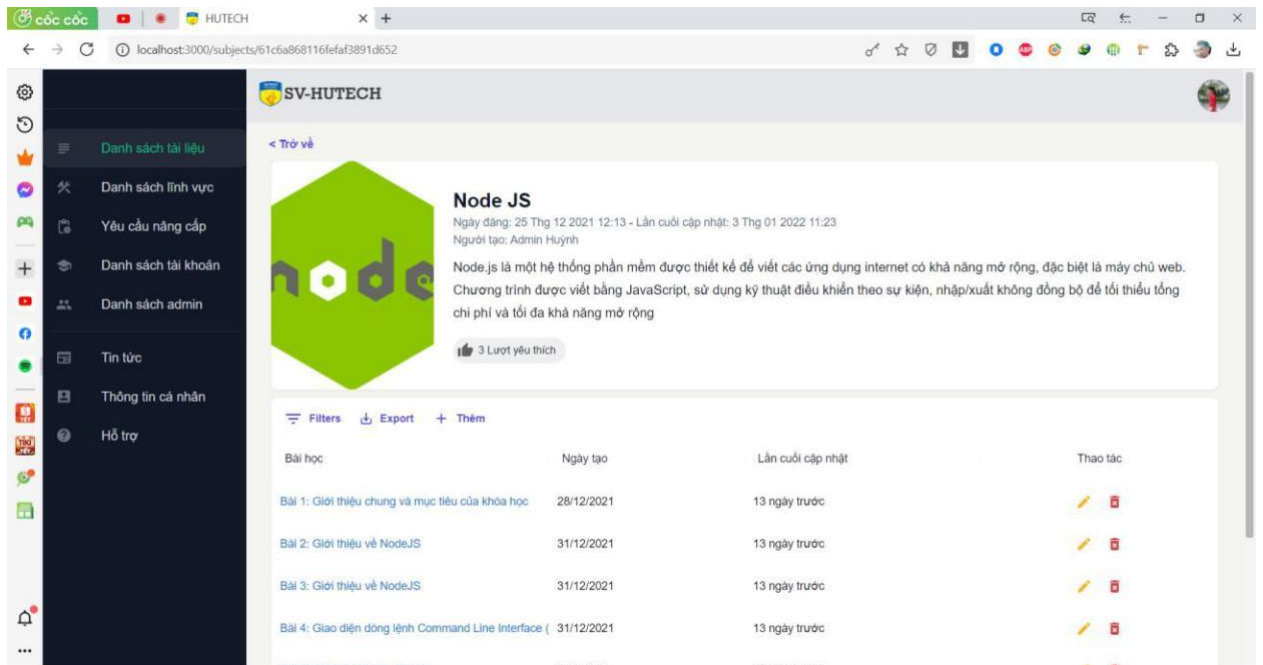 cốc cốc
HUTECH
localhost:3000/subjects/61c6a868116fefaf3891d652
SV-HUTECH
Danh sách tài liệu
Danh sách lĩnh vực
Yêu cầu nâng cấp
Danh sách tài khoản
Danh sách admin
Tin tức
Thông tin cá nhân
Hỗ trợ
< Trở về
node
Node JS
Ngày đăng: 25 Thg 12 2021 12:13 - Lần cuối cập nhật: 3 Thg 01 2022 11:23
Người tạo: Admin Huỳnh
Node.js là một hệ thống phần mềm được thiết kế để viết các ứng dụng internet có khả năng mở rộng, đặc biệt là máy chủ web.
Chương trình được viết bằng JavaScript, sử dụng kỹ thuật điều khiển theo sự kiện, nhập/xuất không đồng bộ để tối thiểu tổng
chi phí và tối đa khả năng mở rộng
3 Lượt yêu thích
Filters Export Thêm
Bài học Ngày tạo Lần cuối cập nhật Thao tác
Bài 1: Giới thiệu chung và mục tiêu của khóa học 28/12/2021 13 ngày trước
Bài 2: Giới thiệu về NodeJS 31/12/2021 13 ngày trước
Bài 3: Giới thiệu về NodeJS 31/12/2021 13 ngày trước
Bài 4: Giao diện dòng lệnh Command Line Interface ( 31/12/2021 13 ngày trước